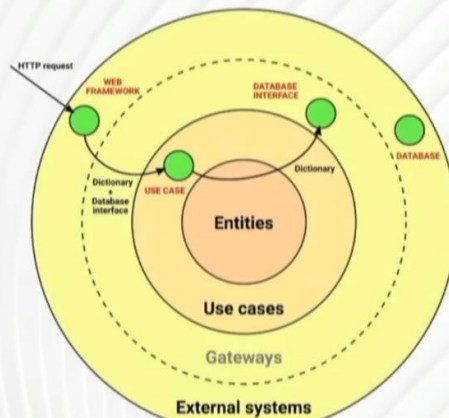 HTTP request
WEB
FRAMEWORK
DATABASE
INTERFACE
DATABASE
USE CASE
Dictionary
+
Database
interface
Dictionary
Entities
Use cases
Gateways
External systems